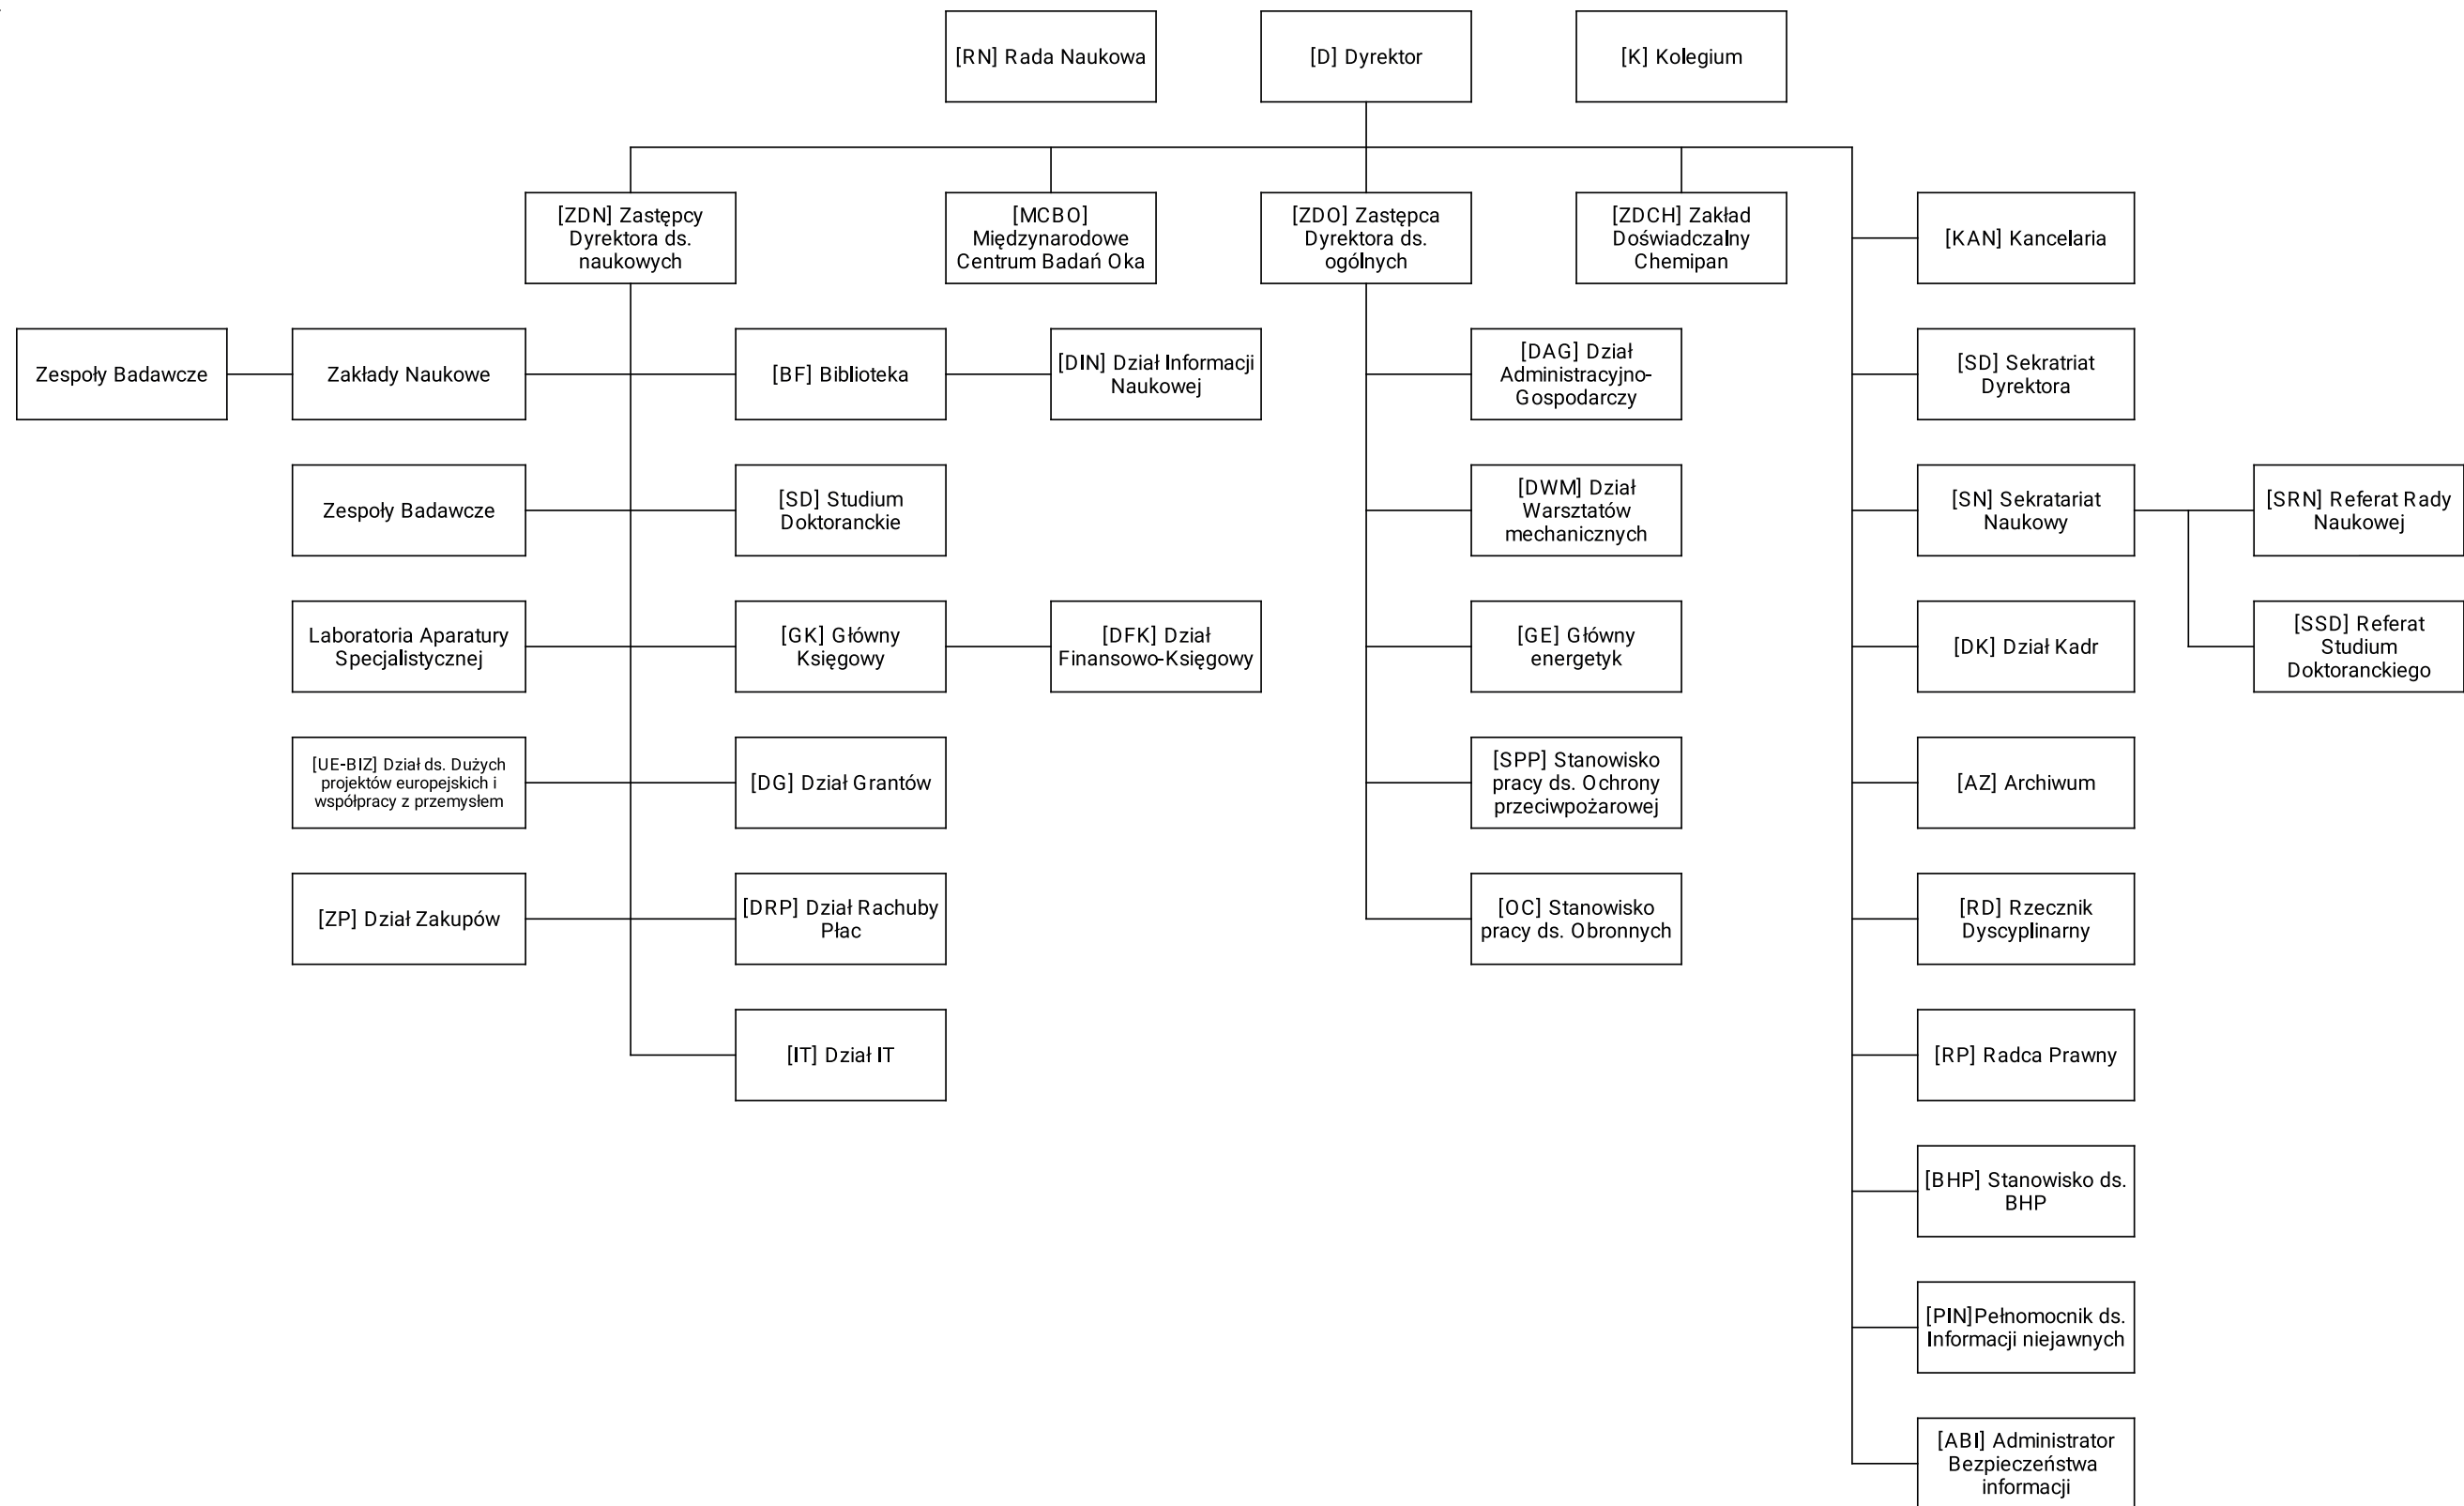 [RN] Rada Naukowa
[D] Dyrektor
[K] Kolegium
[ZDN] Zastępcy
Dyrektora ds.
naukowych
[MCBO]
Międzynarodowe
Centrum Badań Oka
[ZDO] Zastępca
Dyrektora ds.
ogólnych
[ZDCH] Zakład
Doświadczalny
Chemipan
[KAN] Kancelaria
Zespoły Badawcze
Zakłady Naukowe
[BF] Biblioteka
[DIN] Dział Informacji
Naukowej
[DAG] Dział
Administracyjno-
Gospodarczy
[SD] Sekratriat
Dyrektora
Zespoły Badawcze
[SD] Studium
Doktoranckie
[DWM] Dział
Warsztatów
mechanicznych
[SN] Sekratariat
Naukowy
[SRN] Referat Rady
Naukowej
Laboratoria Aparatury
Specjalistycznej
[GK] Główny
Księgowy
[DFK] Dział
Finansowo-Księgowy
[GE] Główny
energetyk
[DK] Dział Kadr
[SSD] Referat
Studium
Doktoranckiego
[UE-BIZ] Dział ds. Dużych
projektów europejskich i
współpracy z przemysłem
[DG] Dział Grantów
[SPP] Stanowisko
pracy ds. Ochrony
przeciwpożarowej
[AZ] Archiwum
[ZP] Dział Zakupów
[DRP] Dział Rachuby
Płac
[OC] Stanowisko
pracy ds. Obronnych
[RD] Rzecznik
Dyscyplinarny
[IT] Dział IT
[RP] Radca Prawny
[BHP] Stanowisko ds.
BHP
[PIN]Pełnomocnik ds.
Informacji niejawnych
[ABI] Administrator
Bezpieczeństwa
informacji